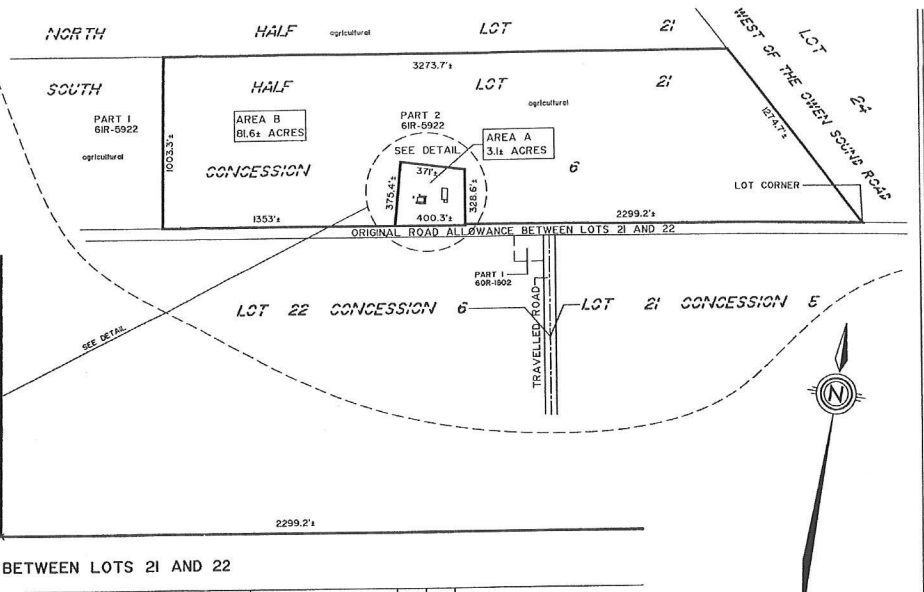 NORTH HALF agricultural LOT 21
WEST OF THE OWEN SOUND ROAD
LOT 24
3273.7'±
SOUTH HALF LOT 21
agricultural
PART 1
61R-5922
agricultural
1003.3'±
AREA B
81.6± ACRES
PART 2
61R-5922
SEE DETAIL
AREA A
3.1± ACRES
1274.7'±
CONCESSION 6
371'±
375.4'±
328.6'±
LOT CORNER
1353'±
400.3'±
2299.2'±
ORIGINAL ROAD ALLOWANCE BETWEEN LOTS 21 AND 22
PART 1
60R-1802
LOT 22 CONCESSION 6
LOT 21 CONCESSION 5
TRAVELLED ROAD
SEE DETAIL
N
2299.2'±
BETWEEN LOTS 21 AND 22